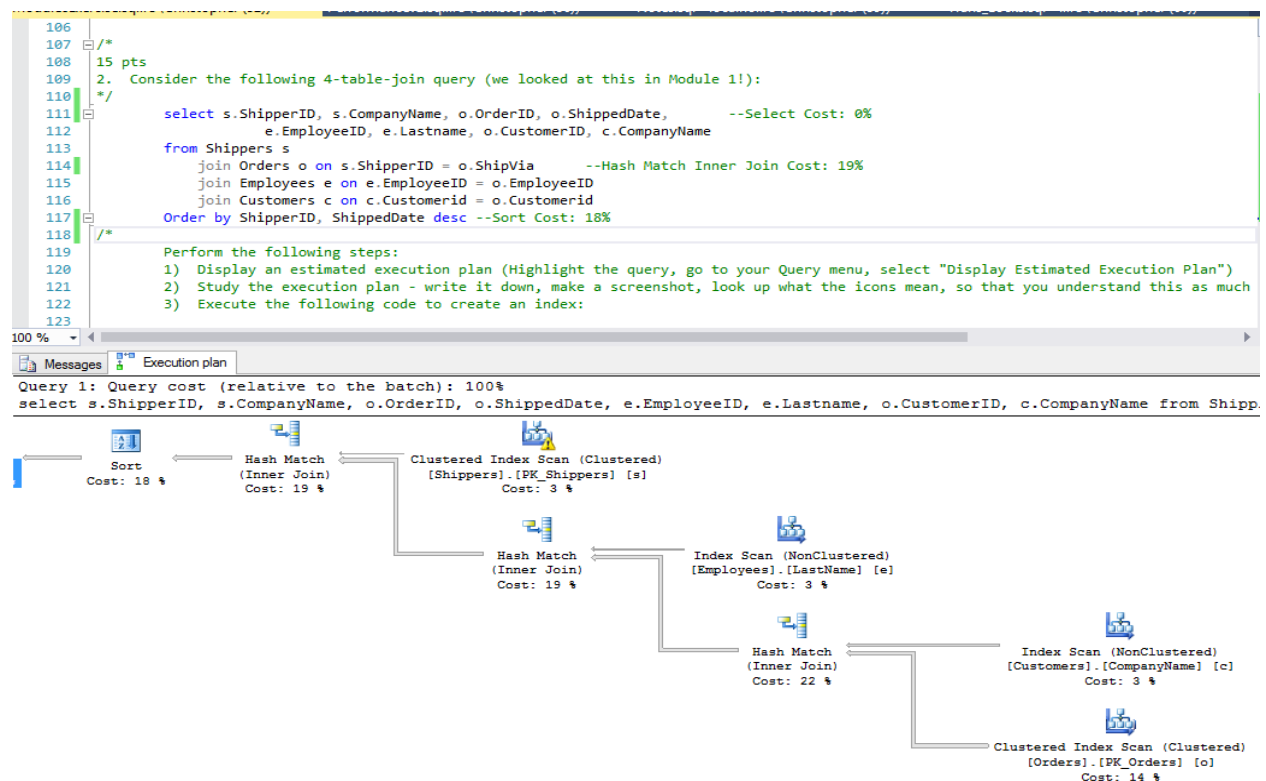 106
107 /*
108 15 pts
109 2. Consider the following 4-table-join query (we looked at this in Module 1!):
110 */
111 select s.ShipperID, s.CompanyName, o.OrderID, o.ShippedDate, --Select Cost: 0%
112 e.EmployeeID, e.Lastname, o.CustomerID, c.CompanyName
113 from Shippers s
114 join Orders o on s.ShipperID = o.ShipVia --Hash Match Inner Join Cost: 19%
115 join Employees e on e.EmployeeID = o.EmployeeID
116 join Customers c on c.Customerid = o.Customerid
117 Order by ShipperID, ShippedDate desc --Sort Cost: 18%
118 /*
119 Perform the following steps:
120 1) Display an estimated execution plan (Highlight the query, go to your Query menu, select "Display Estimated Execution Plan")
121 2) Study the execution plan - write it down, make a screenshot, look up what the icons mean, so that you understand this as much
122 3) Execute the following code to create an index:
123
100 %
Messages Execution plan
Query 1: Query cost (relative to the batch): 100%
select s.ShipperID, s.CompanyName, o.OrderID, o.ShippedDate, e.EmployeeID, e.Lastname, o.CustomerID, c.CompanyName from Shipp
Sort
Cost: 18 %
Hash Match
(Inner Join)
Cost: 19 %
Clustered Index Scan (Clustered)
[Shippers].[PK_Shippers] [s]
Cost: 3 %
Hash Match
(Inner Join)
Cost: 19 %
Index Scan (NonClustered)
[Employees].[LastName] [e]
Cost: 3 %
Hash Match
(Inner Join)
Cost: 22 %
Index Scan (NonClustered)
[Customers].[CompanyName] [c]
Cost: 3 %
Clustered Index Scan (Clustered)
[Orders].[PK_Orders] [o]
Cost: 14 %